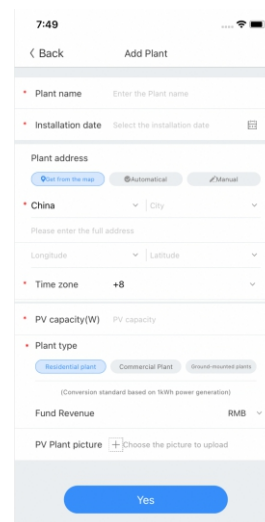 7:49
Back Add Plant
* Plant name Enter the Plant name
* Installation date Select the installation date
Plant address
Get from the map Automatical Manual
* China City
Please enter the full address
Longitude Latitude
* Time zone +8
* PV capacity(W) PV capacity
* Plant type
Residential plant Commercial Plant Ground-mounted plants
(Conversion standard based on 1kWh power generation)
Fund Revenue RMB
PV Plant picture Choose the picture to upload
Yes